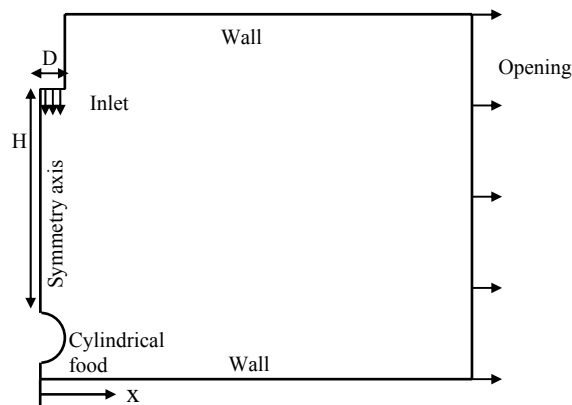 Wall
D
Opening
Inlet
H
Symmetry axis
Cylindrical
food
Wall
x